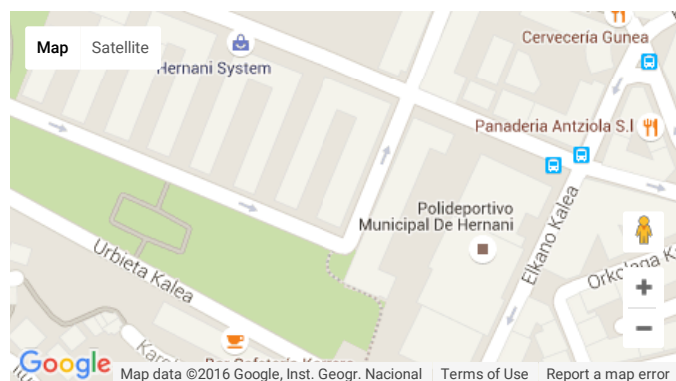 Map
Satellite
Cervecería Gunea
Hernani System
Panaderia Antziola S.l
Polideportivo
Municipal De Hernani
Elkano Kalea
Urbieta Kalea
Google
Map data ©2016 Google, Inst. Geogr. Nacional
Terms of Use
Report a map error